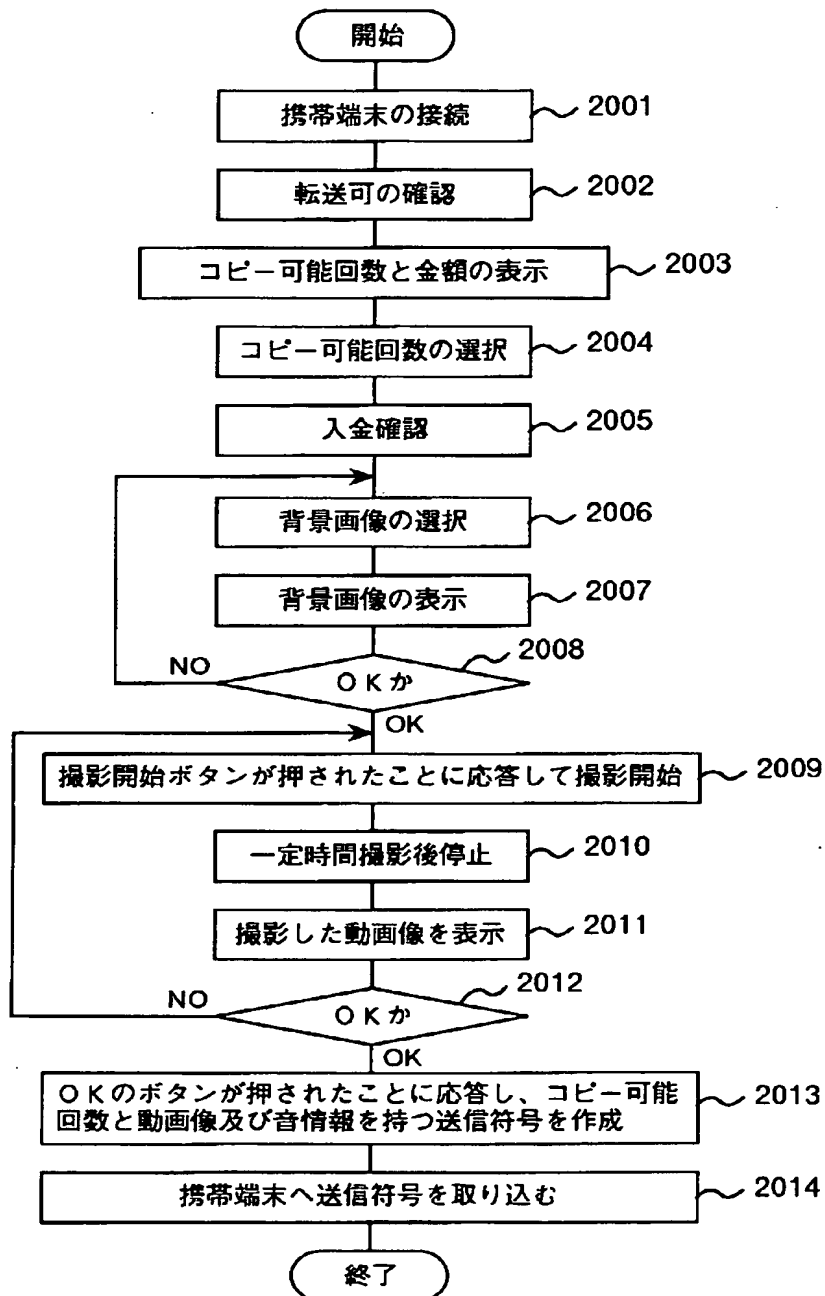 開始
携帯端末の接続 2001
転送可の確認 2002
コピー可能回数と金額の表示 2003
コピー可能回数の選択 2004
入金確認 2005
背景画像の選択 2006
背景画像の表示 2007
2008
NO
OKか
OK
撮影開始ボタンが押されたことに応答して撮影開始 2009
一定時間撮影後停止 2010
撮影した動画像を表示 2011
2012
NO
OKか
OK
OKのボタンが押されたことに応答し、コピー可能 2013
回数と動画像及び音情報を持つ送信符号を作成
携帯端末へ送信符号を取り込む 2014
終了